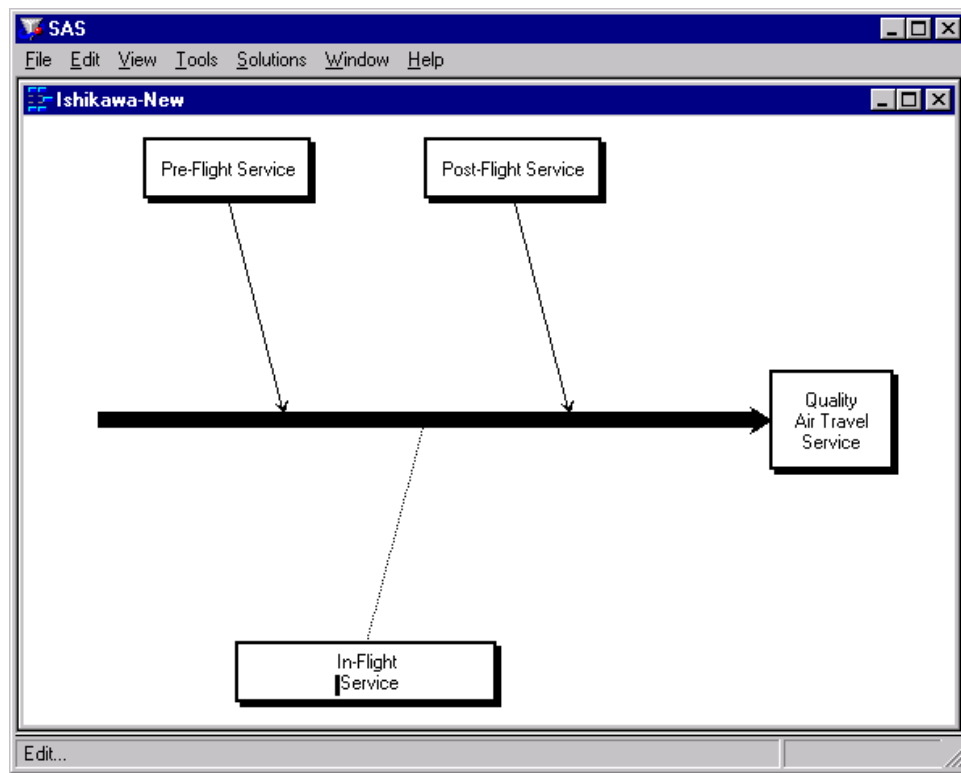 SAS
File Edit View Tools Solutions Window Help
Ishikawa-New
Pre-Flight Service
Post-Flight Service
Quality
Air Travel
Service
In-Flight
Service
Edit...